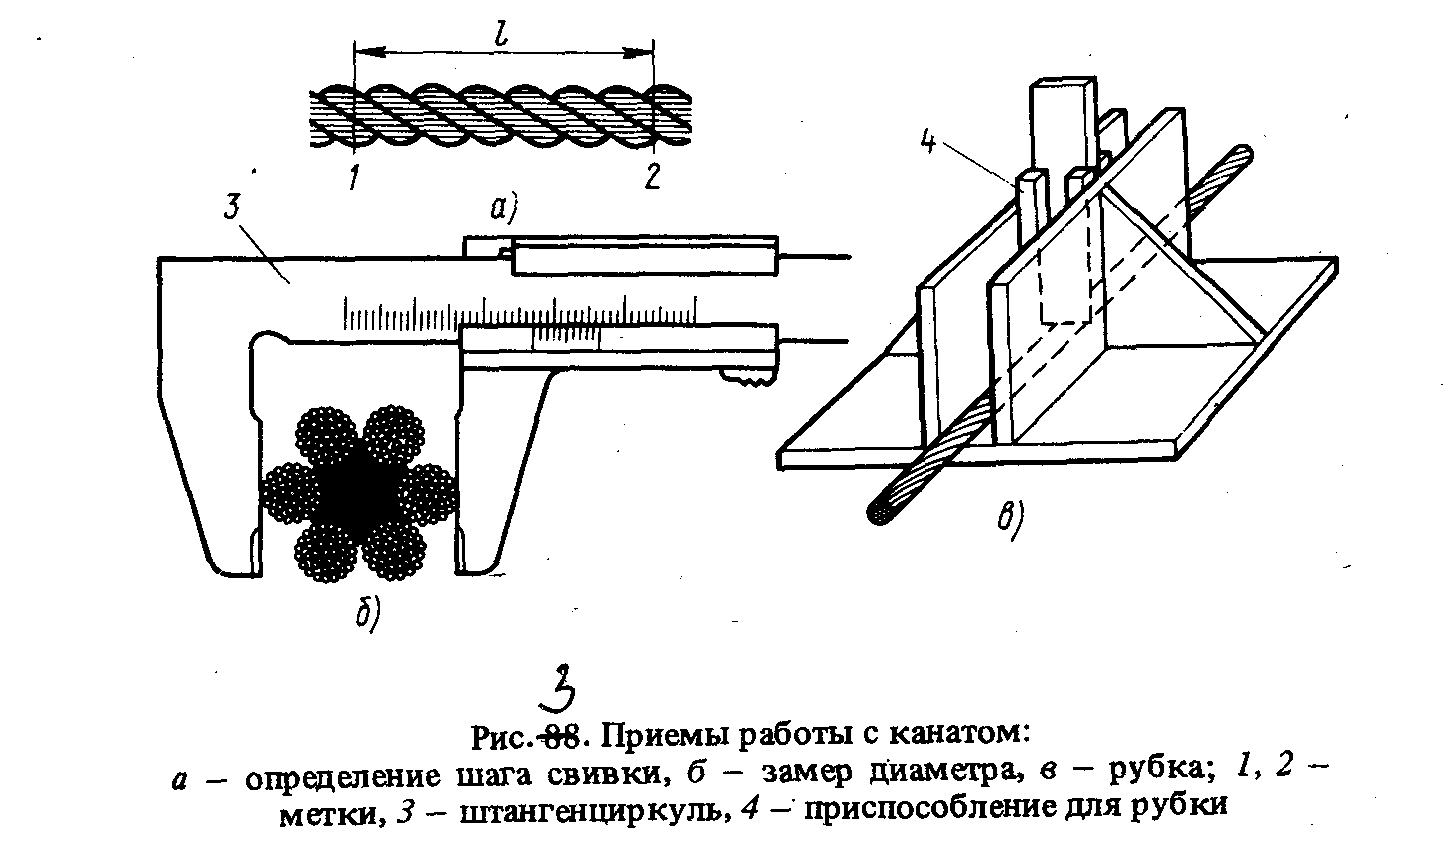 l
1
2
а)
3
4
в)
б)
3
Рис. 88. Приемы работы с канатом:
а – определение шага свивки, б – замер диаметра, в – рубка; 1, 2 –
метки, 3 – штангенциркуль, 4 – приспособление для рубки